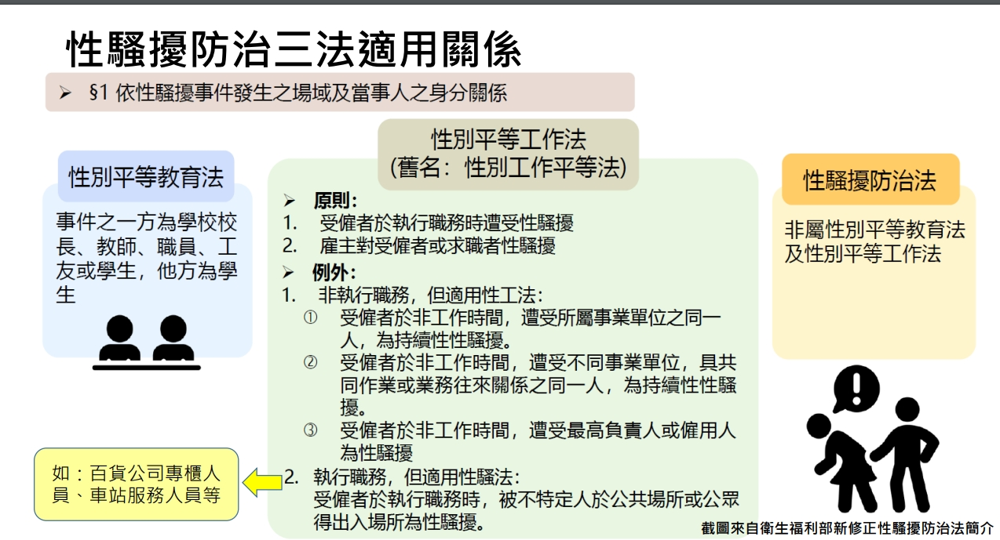 性騷擾防治三法適用關係
➢ §1 依性騷擾事件發生之場域及當事人之身分關係
性別平等教育法
事件之一方為學校校
長、教師、職員、工
友或學生，他方為學
生
性別平等工作法
(舊名：性別工作平等法)
➢ 原則：
1. 受僱者於執行職務時遭受性騷擾
2. 雇主對受僱者或求職者性騷擾
➢ 例外：
1. 非執行職務，但適用性工法：
① 受僱者於非工作時間，遭受所屬事業單位之同一
人，為持續性性騷擾。
② 受僱者於非工作時間，遭受不同事業單位，具共
同作業或業務往來關係之同一人，為持續性性騷
擾。
③ 受僱者於非工作時間，遭受最高負責人或僱用人
為性騷擾
2. 執行職務，但適用性騷法：
受僱者於執行職務時，被不特定人於公共場所或公眾
得出入場所為性騷擾。
如：百貨公司專櫃人
員、車站服務人員等
性騷擾防治法
非屬性別平等教育法
及性別平等工作法
截圖來自衛生福利部新修正性騷擾防治法簡介